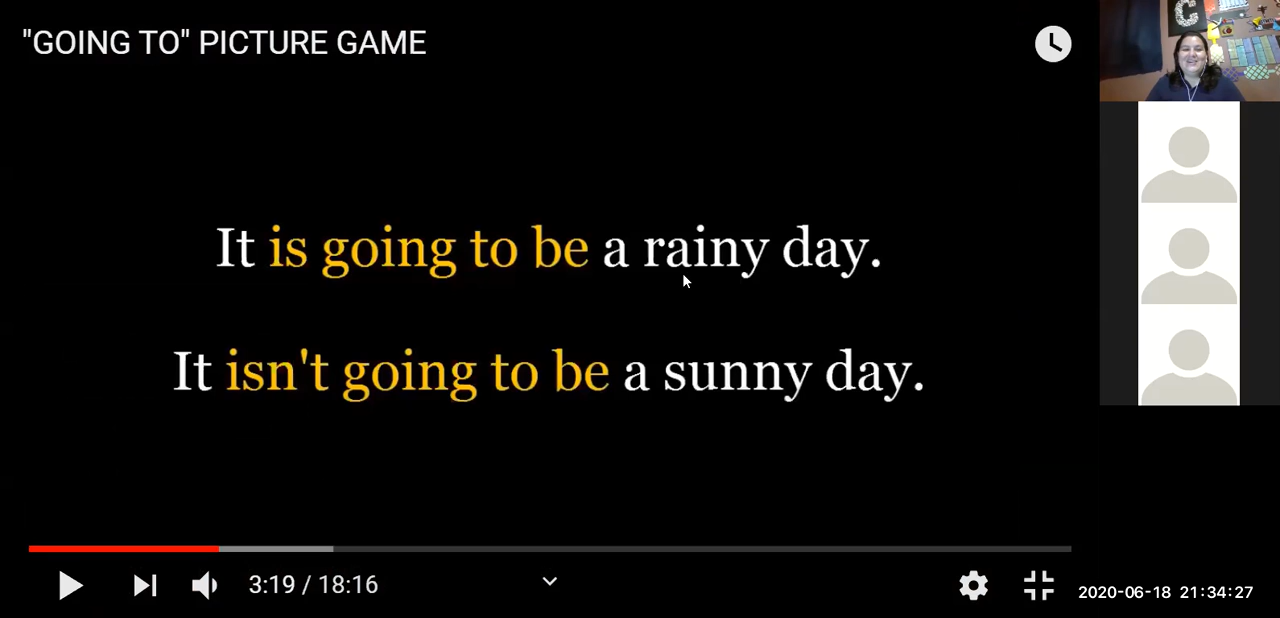 "GOING TO" PICTURE GAME
C
It is going to be a rainy day.
It isn't going to be a sunny day.
3:19 / 18:16
2020-06-18 21:34:27